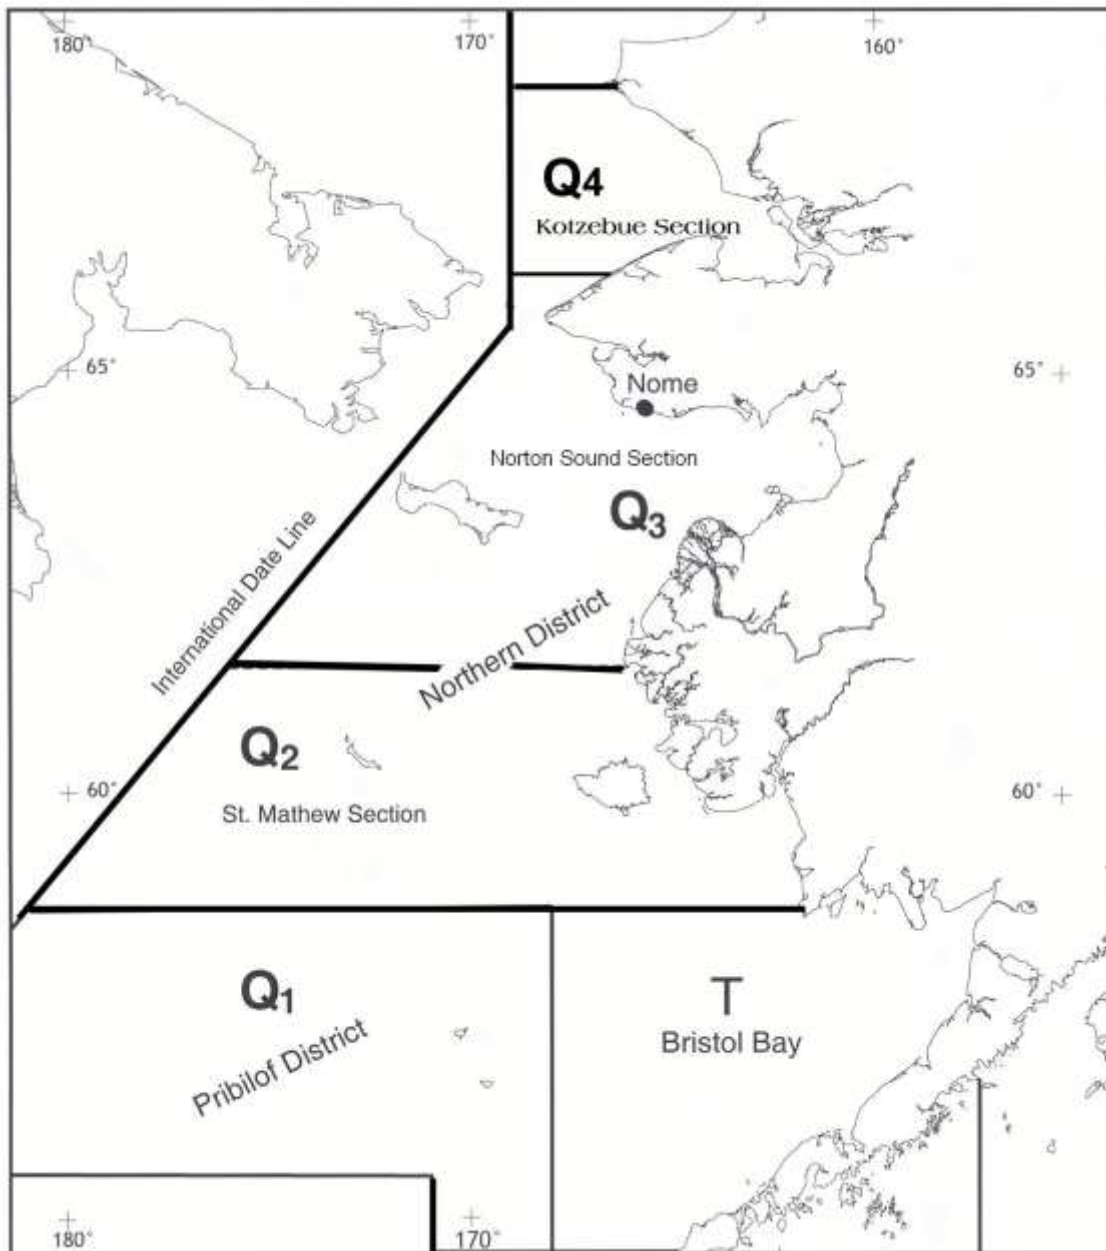 180°
170°
160°
Q4
Kotzebue Section
65°
65°
Nome
Norton Sound Section
Q3
International Date Line
Northern District
Q2
60°
60°
St. Mathew Section
Q1
T
Pribilof District
Bristol Bay
180°
170°